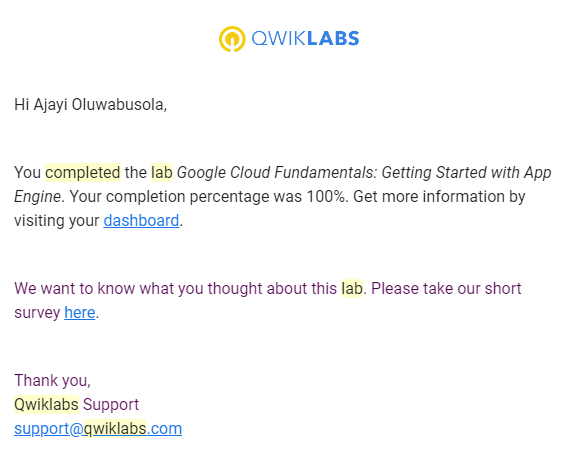 QWIKLABS
Hi Ajayi Oluwabusola,
You completed the lab Google Cloud Fundamentals: Getting Started with App
Engine. Your completion percentage was 100%. Get more information by
visiting your dashboard.
We want to know what you thought about this lab. Please take our short
survey here.
Thank you,
Qwiklabs Support
support@qwiklabs.com